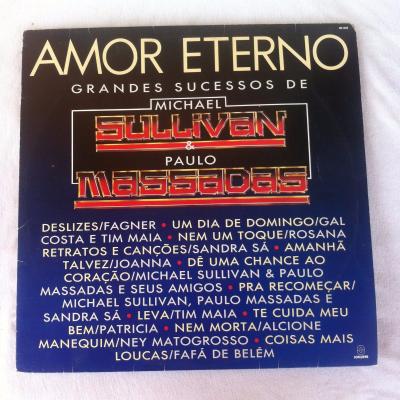 AMOR ETERNO
GRANDES SUCESSOS DE
MICHAEL
SULLIVAN
&
PAULO
MASSADAS
DESLIZES/FAGNER • UM DIA DE DOMINGO/GAL
COSTA E TIM MAIA • NEM UM TOQUE/ROSANA
RETRATOS E CANÇÕES/SANDRA SÁ • AMANHÃ
TALVEZ/JOANNA • DÊ UMA CHANCE AO
CORAÇÃO/MICHAEL SULLIVAN & PAULO
MASSADAS E SEUS AMIGOS • PRA RECOMEÇAR/
MICHAEL SULLIVAN, PAULO MASSADAS É
SANDRA SÁ • LEVA/TIM MAIA • TE CUIDA MEU
BEM/PATRICIA • NEM MORTA/ALCIONE
MANEQUIM/NEY MATOGROSSO • COISAS MAIS
LOUCAS/FAFÁ DE BELÉM